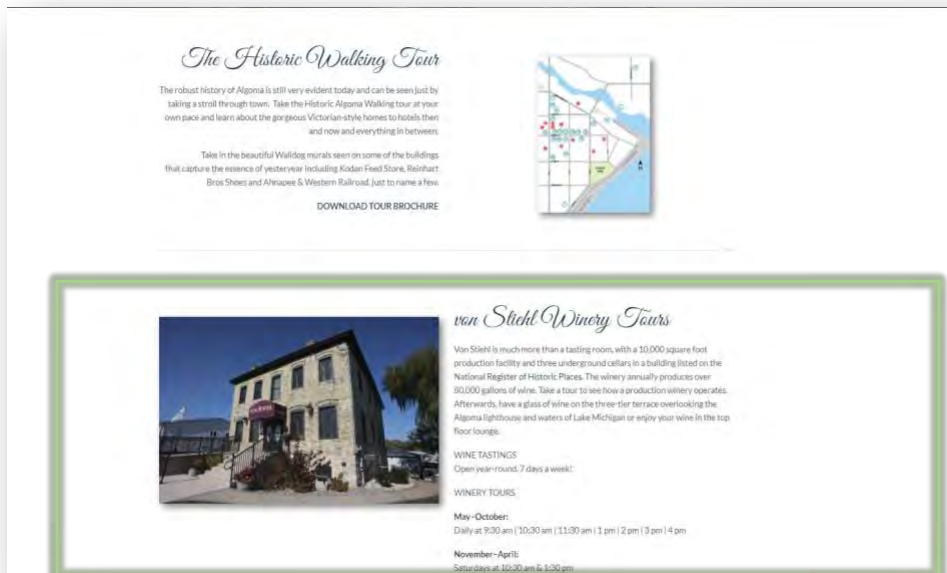 The Historic Walking Tour
The robust history of Algoma is still very evident today and can be seen just by
taking a stroll through town. Take the Historic Algoma Walking tour at your
own pace and learn about the gorgeous Victorian-style homes to hotels then
and now and everything in between.
Take in the beautiful Walldog murals seen on some of the buildings
that capture the essence of yesteryear including Kodan Feed Store, Reinhart
Bros Shoes and Ahnapee & Western Railroad, just to name a few.
DOWNLOAD TOUR BROCHURE
von Stiehl Winery Tours
Von Stiehl is much more than a tasting room, with a 10,000 square foot
production facility and three underground cellars in a building listed on the
National Register of Historic Places. The winery annually produces over
80,000 gallons of wine. Take a tour to see how a production winery operates.
Afterwards, have a glass of wine on the three-tier terrace overlooking the
Algoma lighthouse and waters of Lake Michigan or enjoy your wine in the top
floor lounge.
WINE TASTINGS
Open year-round, 7 days a week!
WINERY TOURS
May–October:
Daily at 9:30 am | 10:30 am | 11:30 am | 1 pm | 2 pm | 3 pm | 4 pm
November–April:
Saturdays at 10:30 am & 1:30 pm